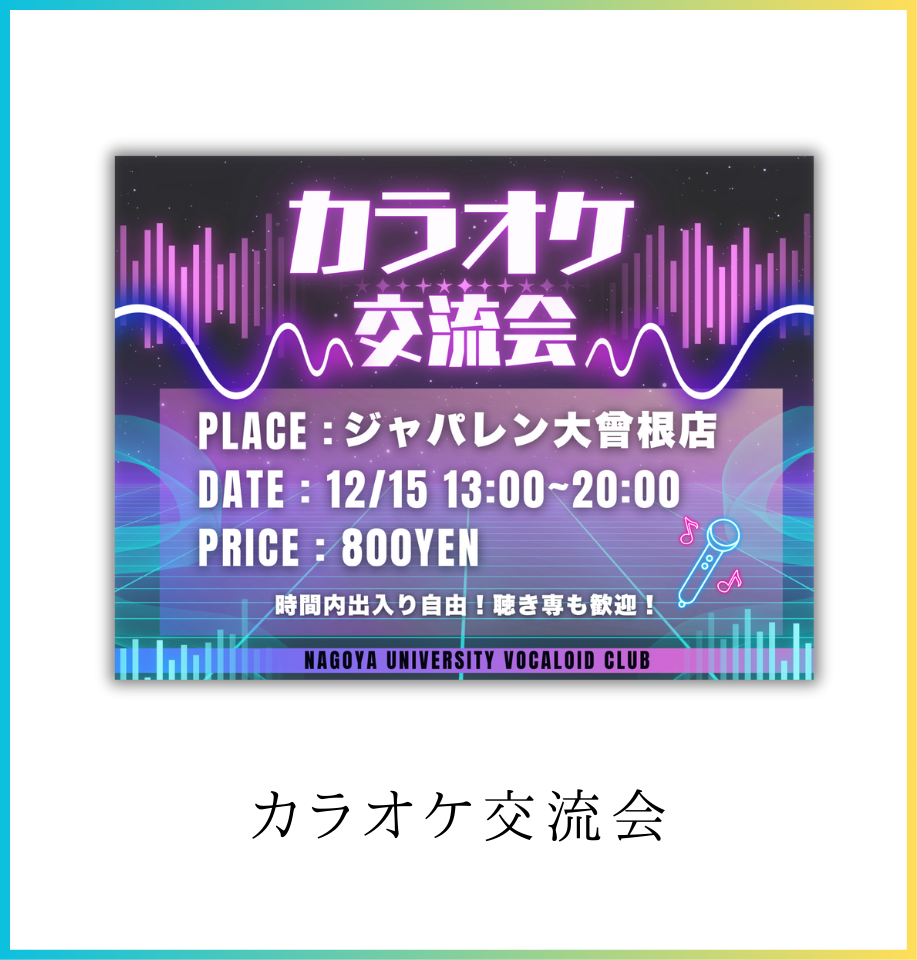 カラオケ
交流会
PLACE：ジャパレン大曾根店
DATE：12/15 13:00~20:00
PRICE：800YEN
時間内出入り自由！聴き専も歓迎！
NAGOYA UNIVERSITY VOCALOID CLUB
カラオケ交流会